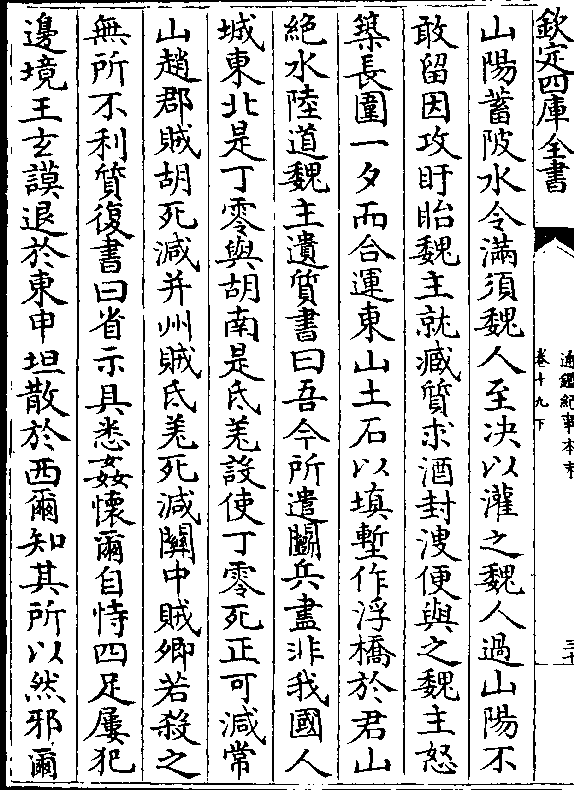 欽定四庫全書
通鑑紀事本末
卷十九下
三十
山陽蓄陂水令滿須魏人至決以灌之魏人過山陽不
敢留因攻盱眙魏主就臧質求酒封溲便與之魏主怒
築長圍一夕而合運東山土石以填塹作浮橋於君山
絶水陸道魏主遺質書曰吾今所遣鬭兵盡非我國人
城東北是丁零與胡南是氐羌設使丁零死正可減常
山趙郡賊胡死減并州賊氐羌死減關中賊卿若殺之
無所不利質復書曰省示具悉姦懷爾自恃四足屢犯
邊境王玄謨退於東申坦散於西爾知其所以然邪爾